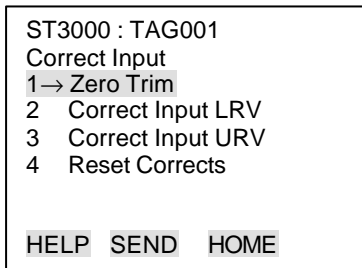 ST3000 : TAG001
Correct Input
1→ Zero Trim
2 Correct Input LRV
3 Correct Input URV
4 Reset Corrects
HELP SEND HOME